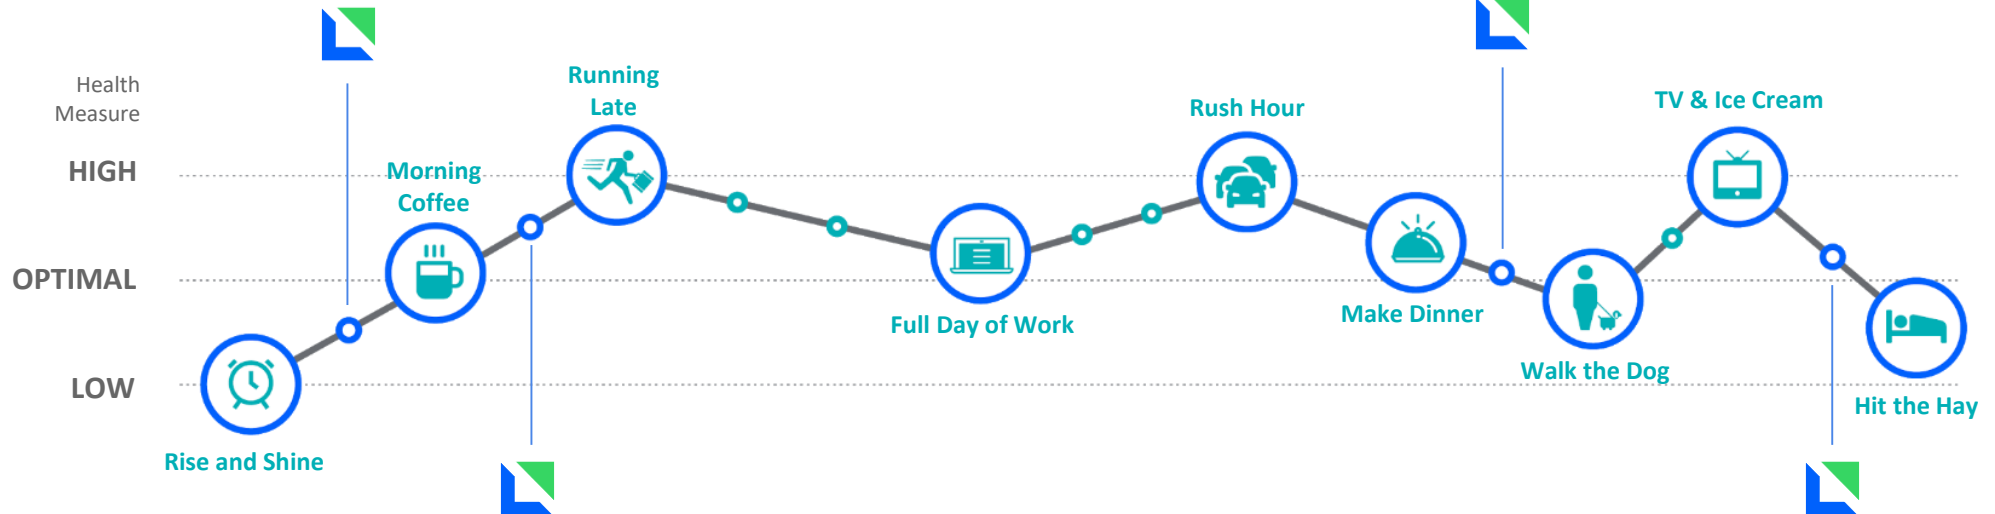 Health
Measure
HIGH
OPTIMAL
LOW
Rise and Shine
Morning
Coffee
Running
Late
Full Day of Work
Rush Hour
Make Dinner
Walk the Dog
TV & Ice Cream
Hit the Hay